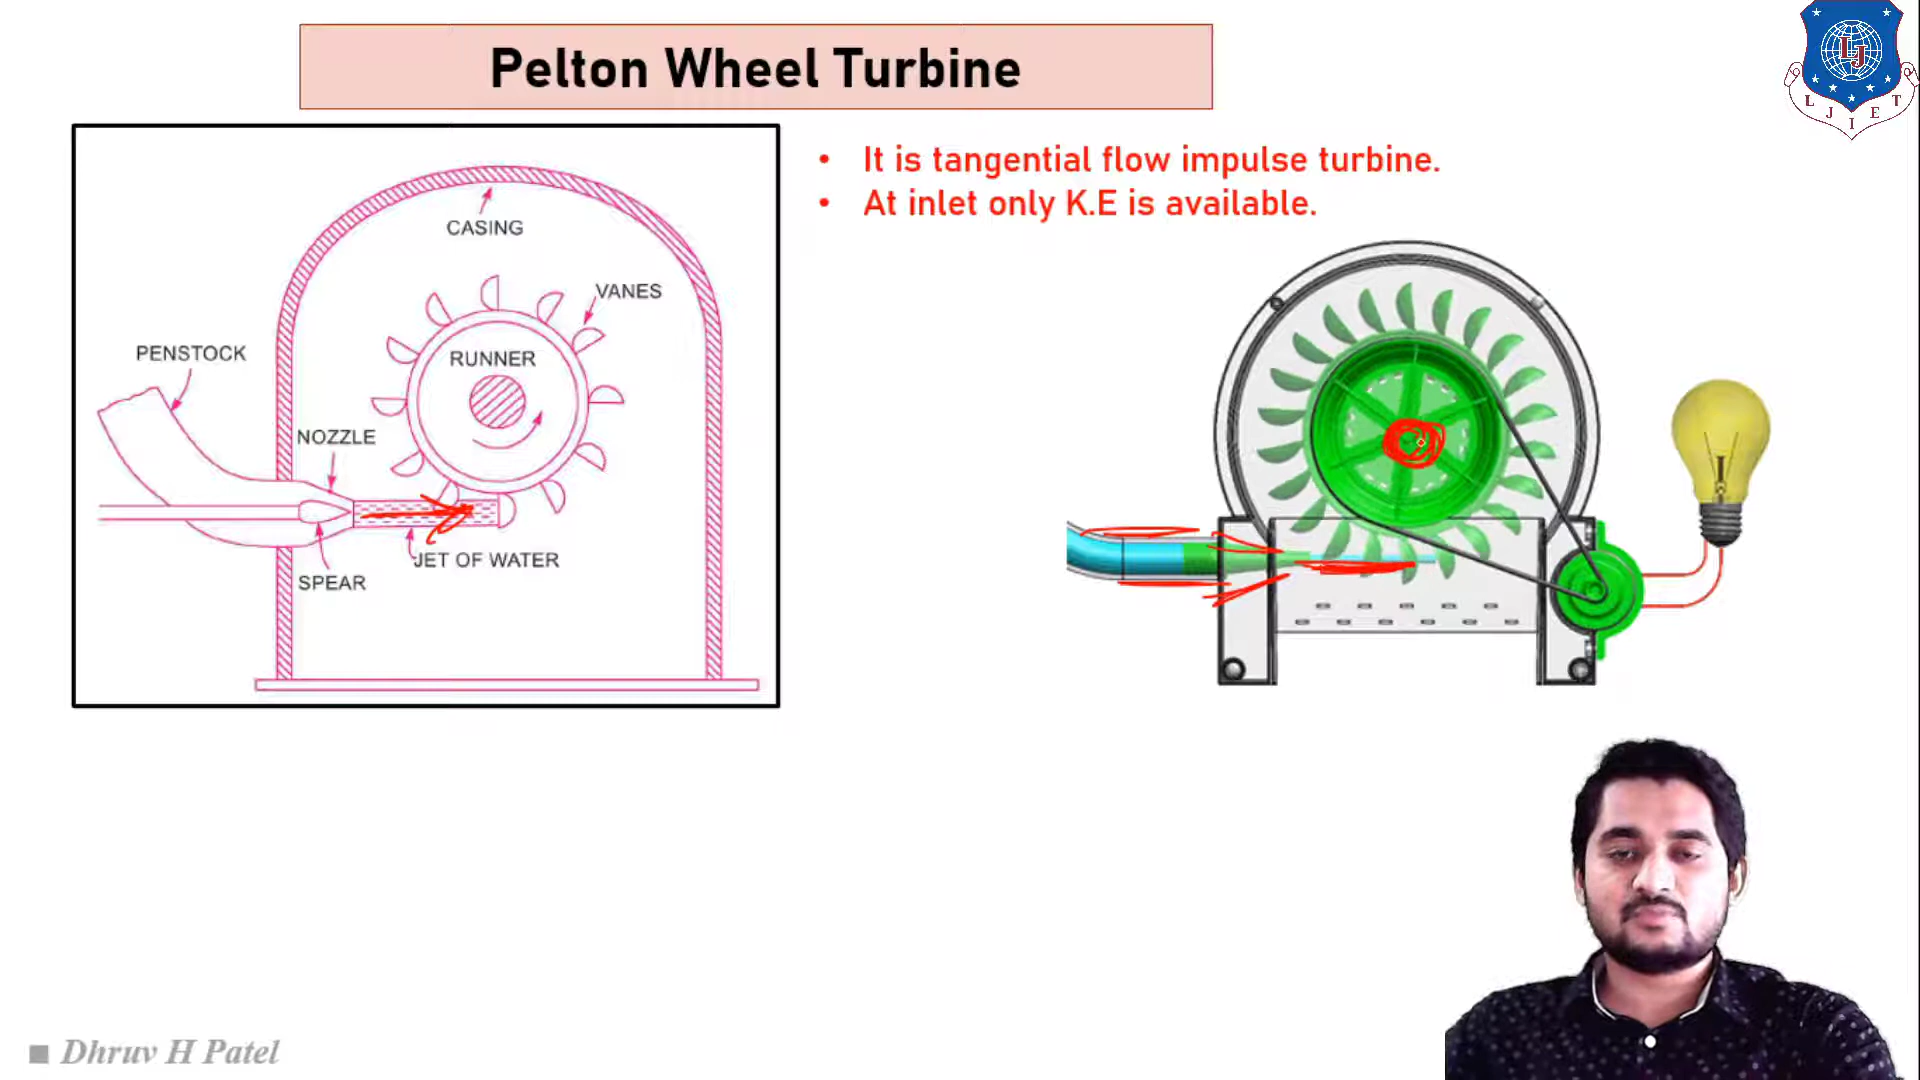 Pelton Wheel Turbine
• It is tangential flow impulse turbine.
• At inlet only K.E is available.
CASING
VANES
RUNNER
PENSTOCK
NOZZLE
JET OF WATER
SPEAR
LJ
L J I E T
Dhruv H Patel